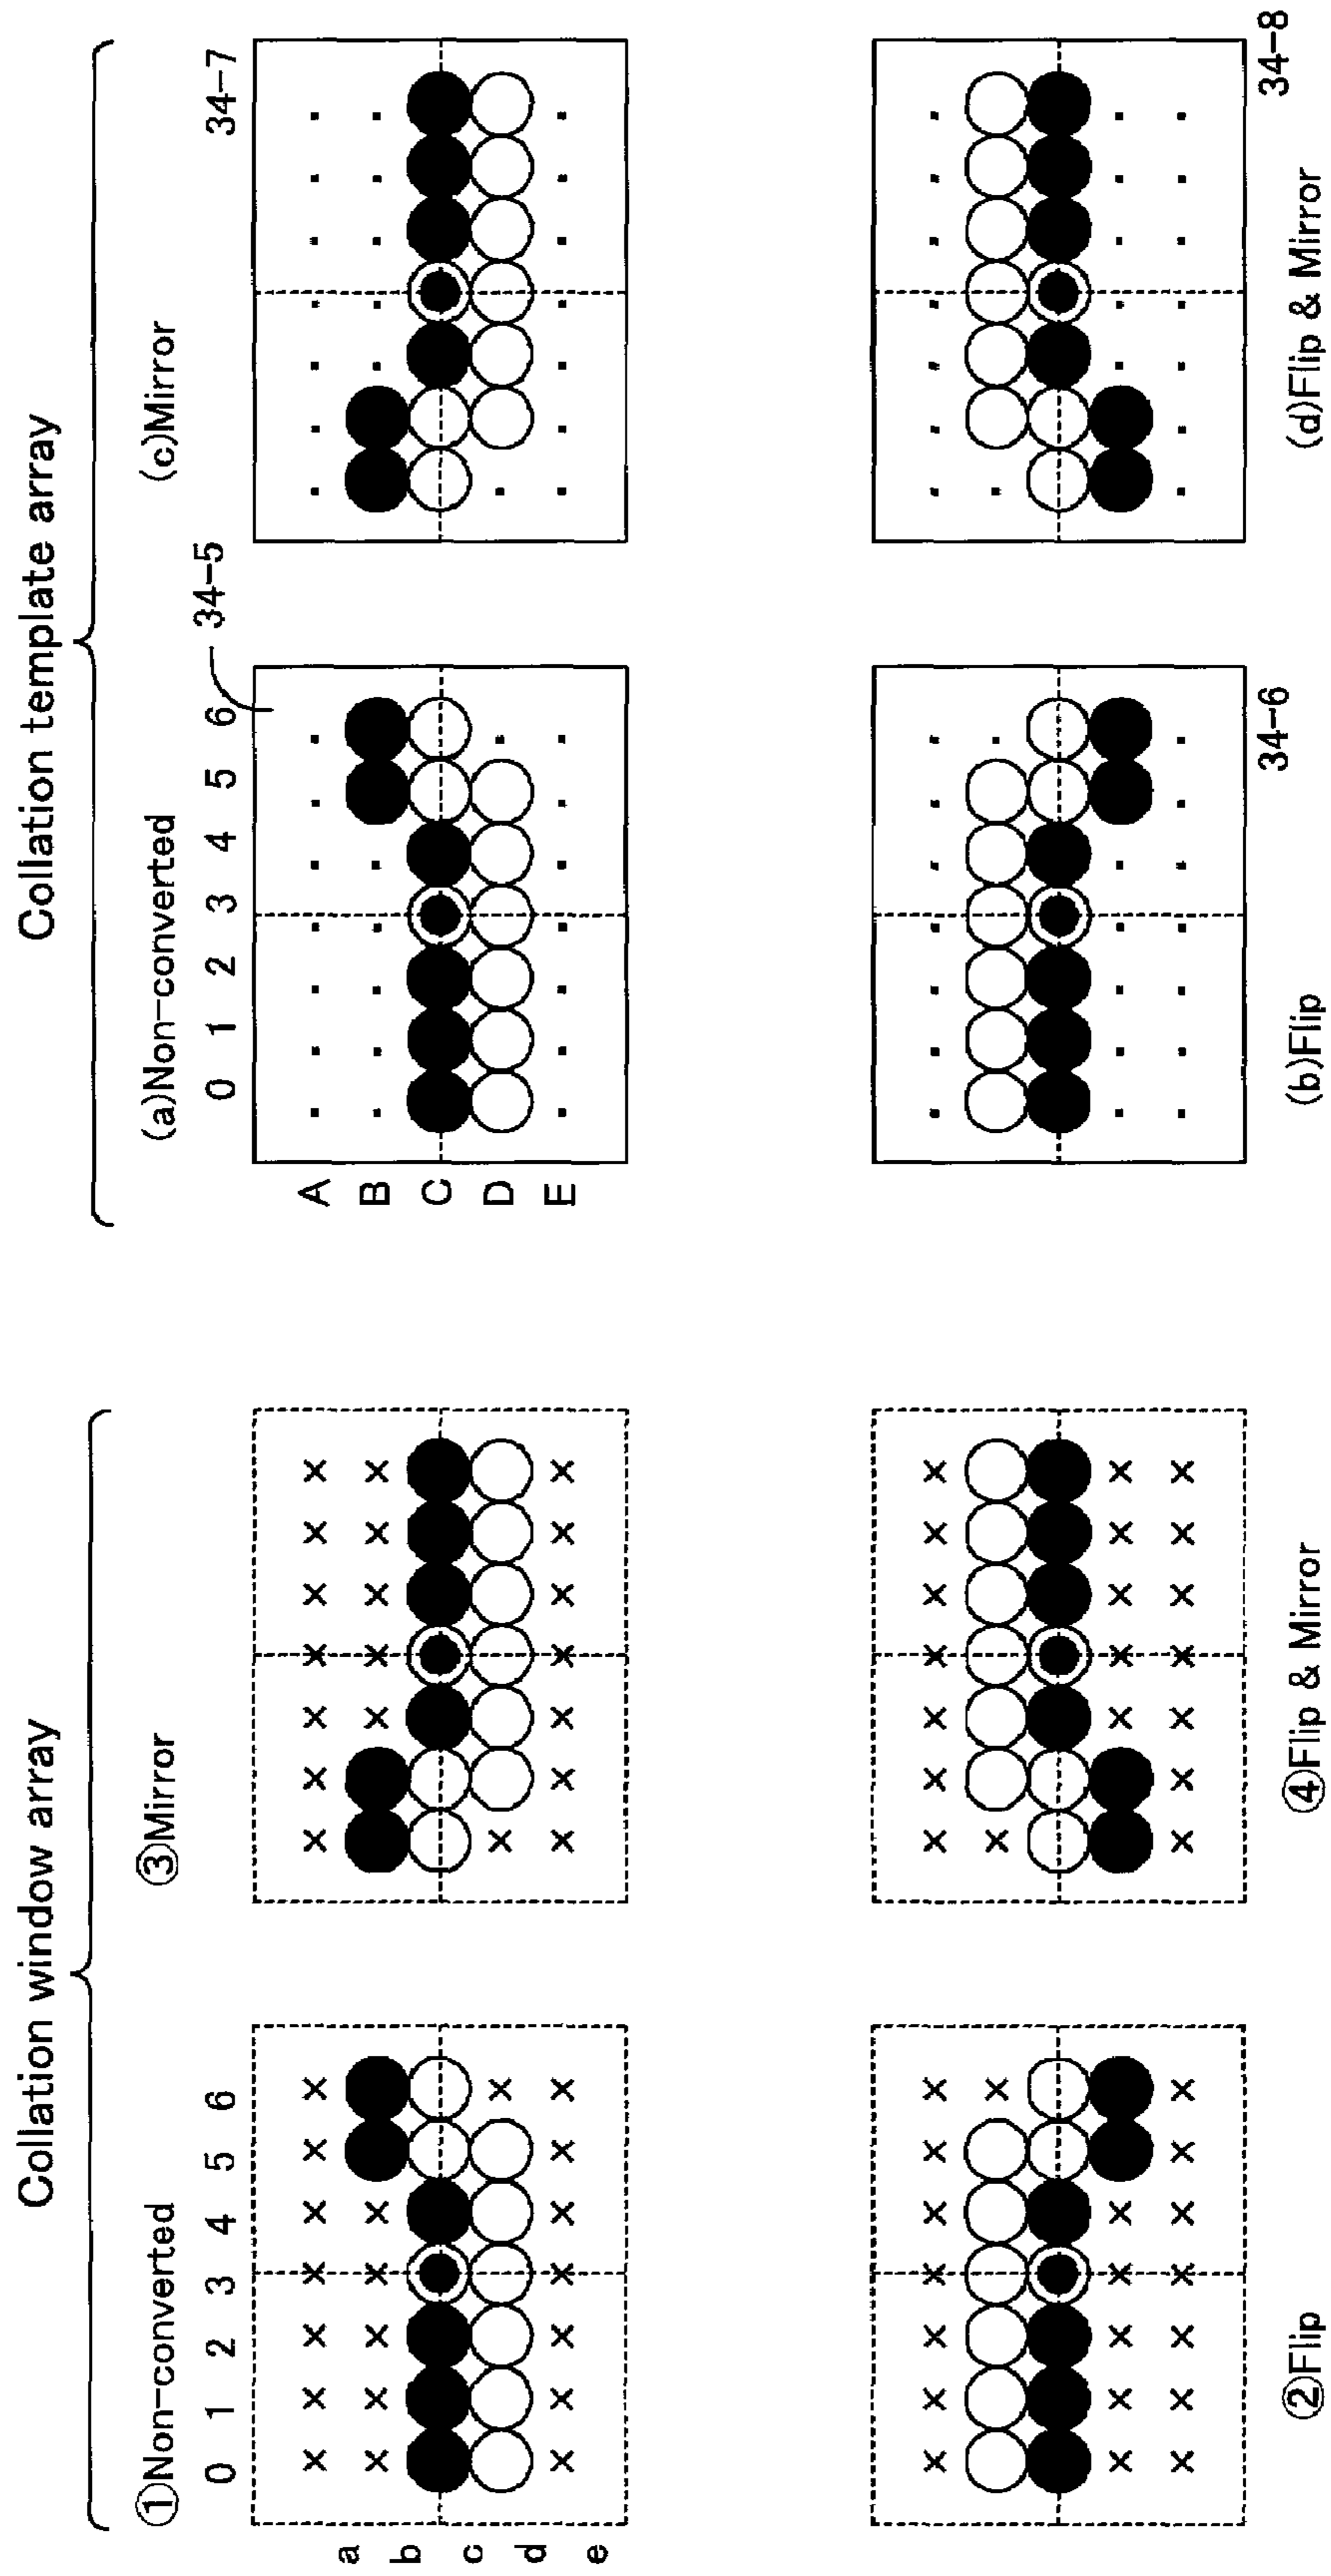 Collation window array
①Non-converted
0 1 2 3 4 5 6
a
b
c
d
e
③Mirror
②Flip
④Flip & Mirror
Collation template array
(a)Non-converted
0 1 2 3 4 5 6
34-5
A
B
C
D
E
(c)Mirror
34-7
(b)Flip
34-6
(d)Flip & Mirror
34-8